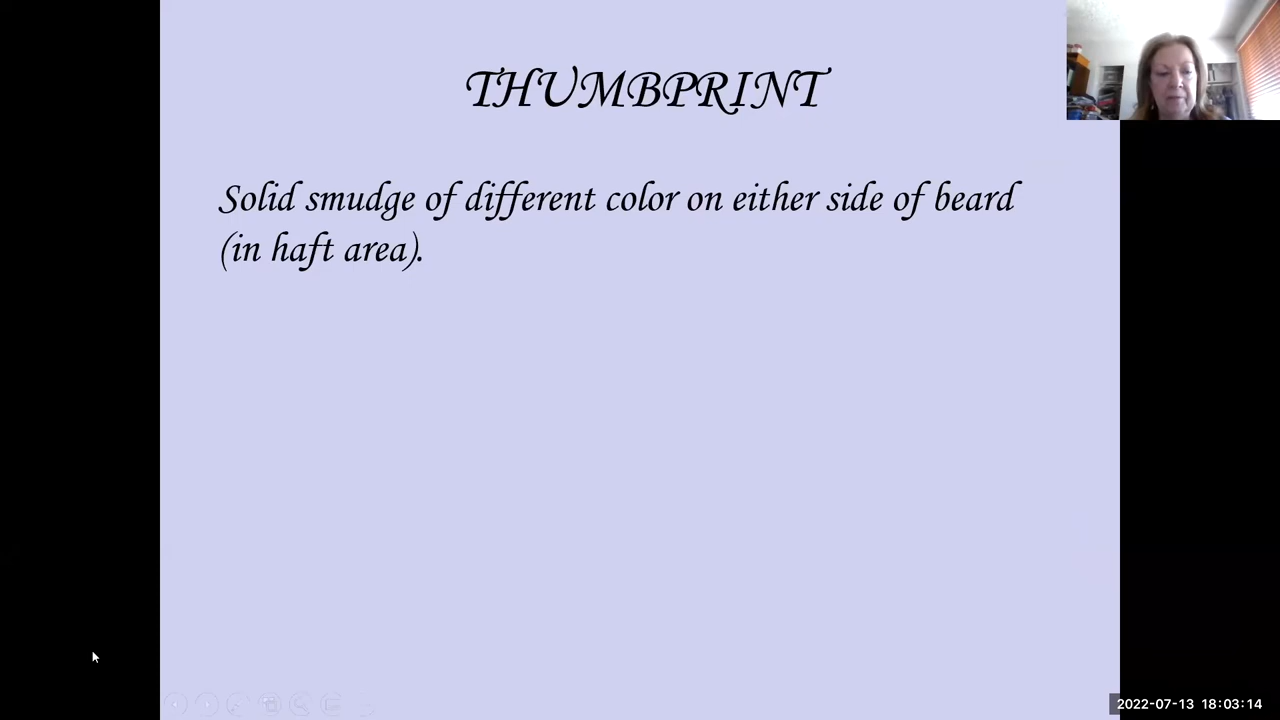 THUMBPRINT
Solid smudge of different color on either side of beard
(in haft area).
2022-07-13 18:03:14